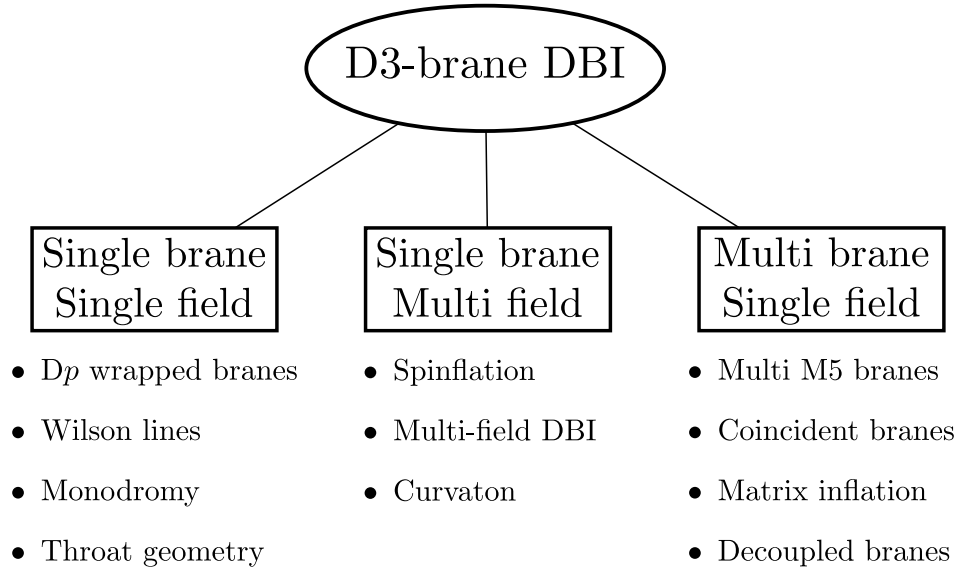 D3-brane DBI
Single brane
Single field
• Dp wrapped branes
• Wilson lines
• Monodromy
• Throat geometry
Single brane
Multi field
• Spinflation
• Multi-field DBI
• Curvaton
Multi brane
Single field
• Multi M5 branes
• Coincident branes
• Matrix inflation
• Decoupled branes